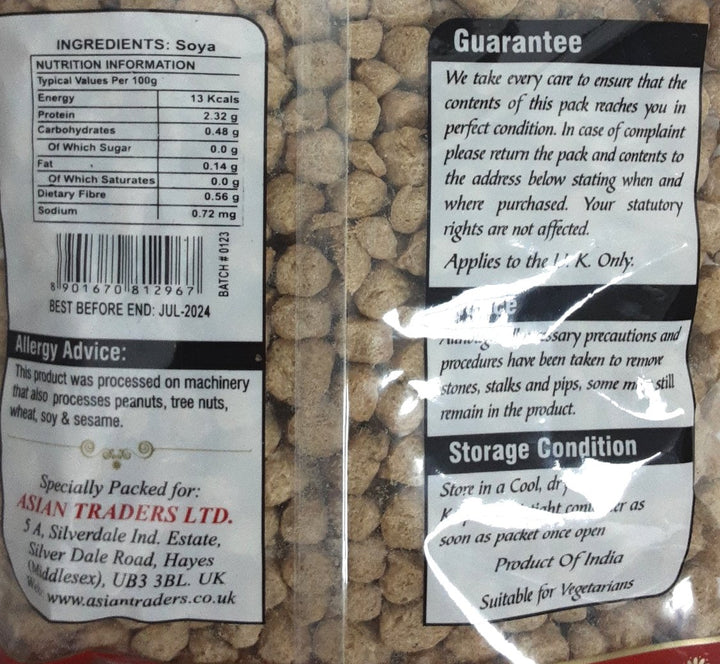 INGREDIENTS: Soya
NUTRITION INFORMATION
Typical Values Per 100g
Energy 13 Kcals
Protein 2.32 g
Carbohydrates 0.48 g
Of Which Sugar 0.0 g
Fat 0.14 g
Of Which Saturates 0.0 g
Dietary Fibre 0.56 g
Sodium 0.72 mg
8 901670 812967
BATCH # 0123
BEST BEFORE END: JUL-2024
Allergy Advice:
This product was processed on machinery
that also processes peanuts, tree nuts,
wheat, soy & sesame.
Specially Packed for:
ASIAN TRADERS LTD.
5 A, Silverdale Ind. Estate,
Silver Dale Road, Hayes
(Middlesex), UB3 3BL. UK
www.asiantraders.co.uk
Guarantee
We take every care to ensure that the
contents of this pack reaches you in
perfect condition. In case of complaint
please return the pack and contents to
the address below stating when and
where purchased. Your statutory
rights are not affected.
Applies to the U. K. Only.
precautions and
procedures have been taken to remove
stones, stalks and pips, some still
remain in the product.
Storage Condition
Store in a Cool, dry
as
soon as packet once open
Product Of India
Suitable for Vegetarians